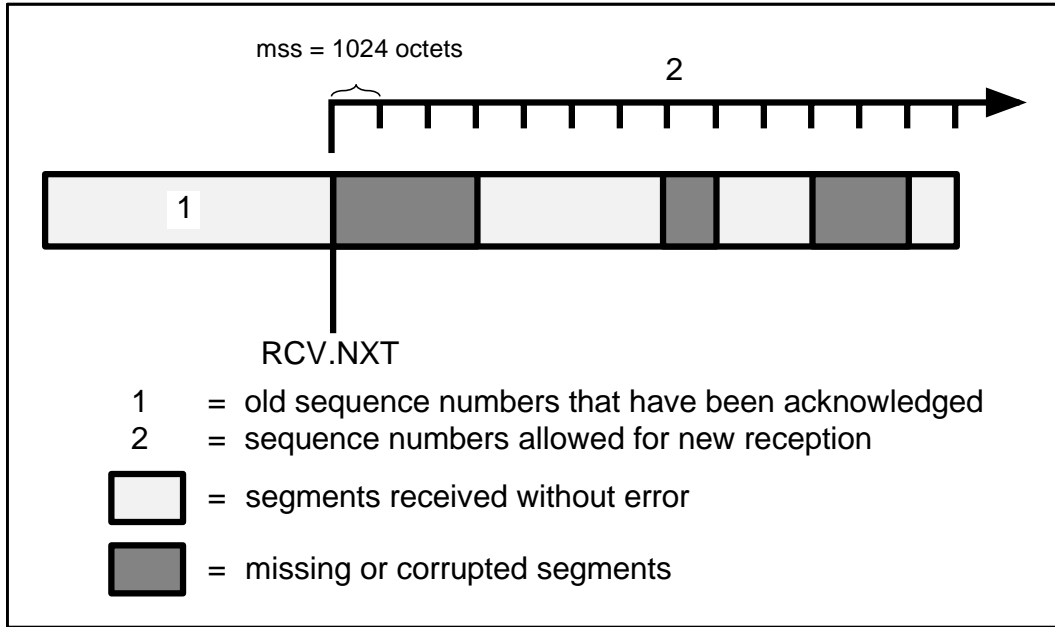 mss = 1024 octets
2
1
RCV.NXT
1 = old sequence numbers that have been acknowledged
2 = sequence numbers allowed for new reception
= segments received without error
= missing or corrupted segments